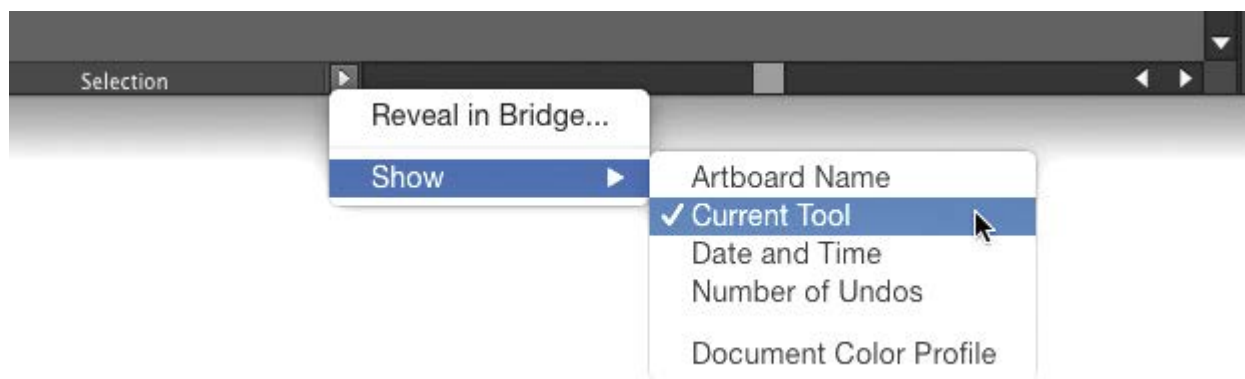 Selection
Reveal in Bridge...
Show
Artboard Name
✓ Current Tool
Date and Time
Number of Undos
Document Color Profile